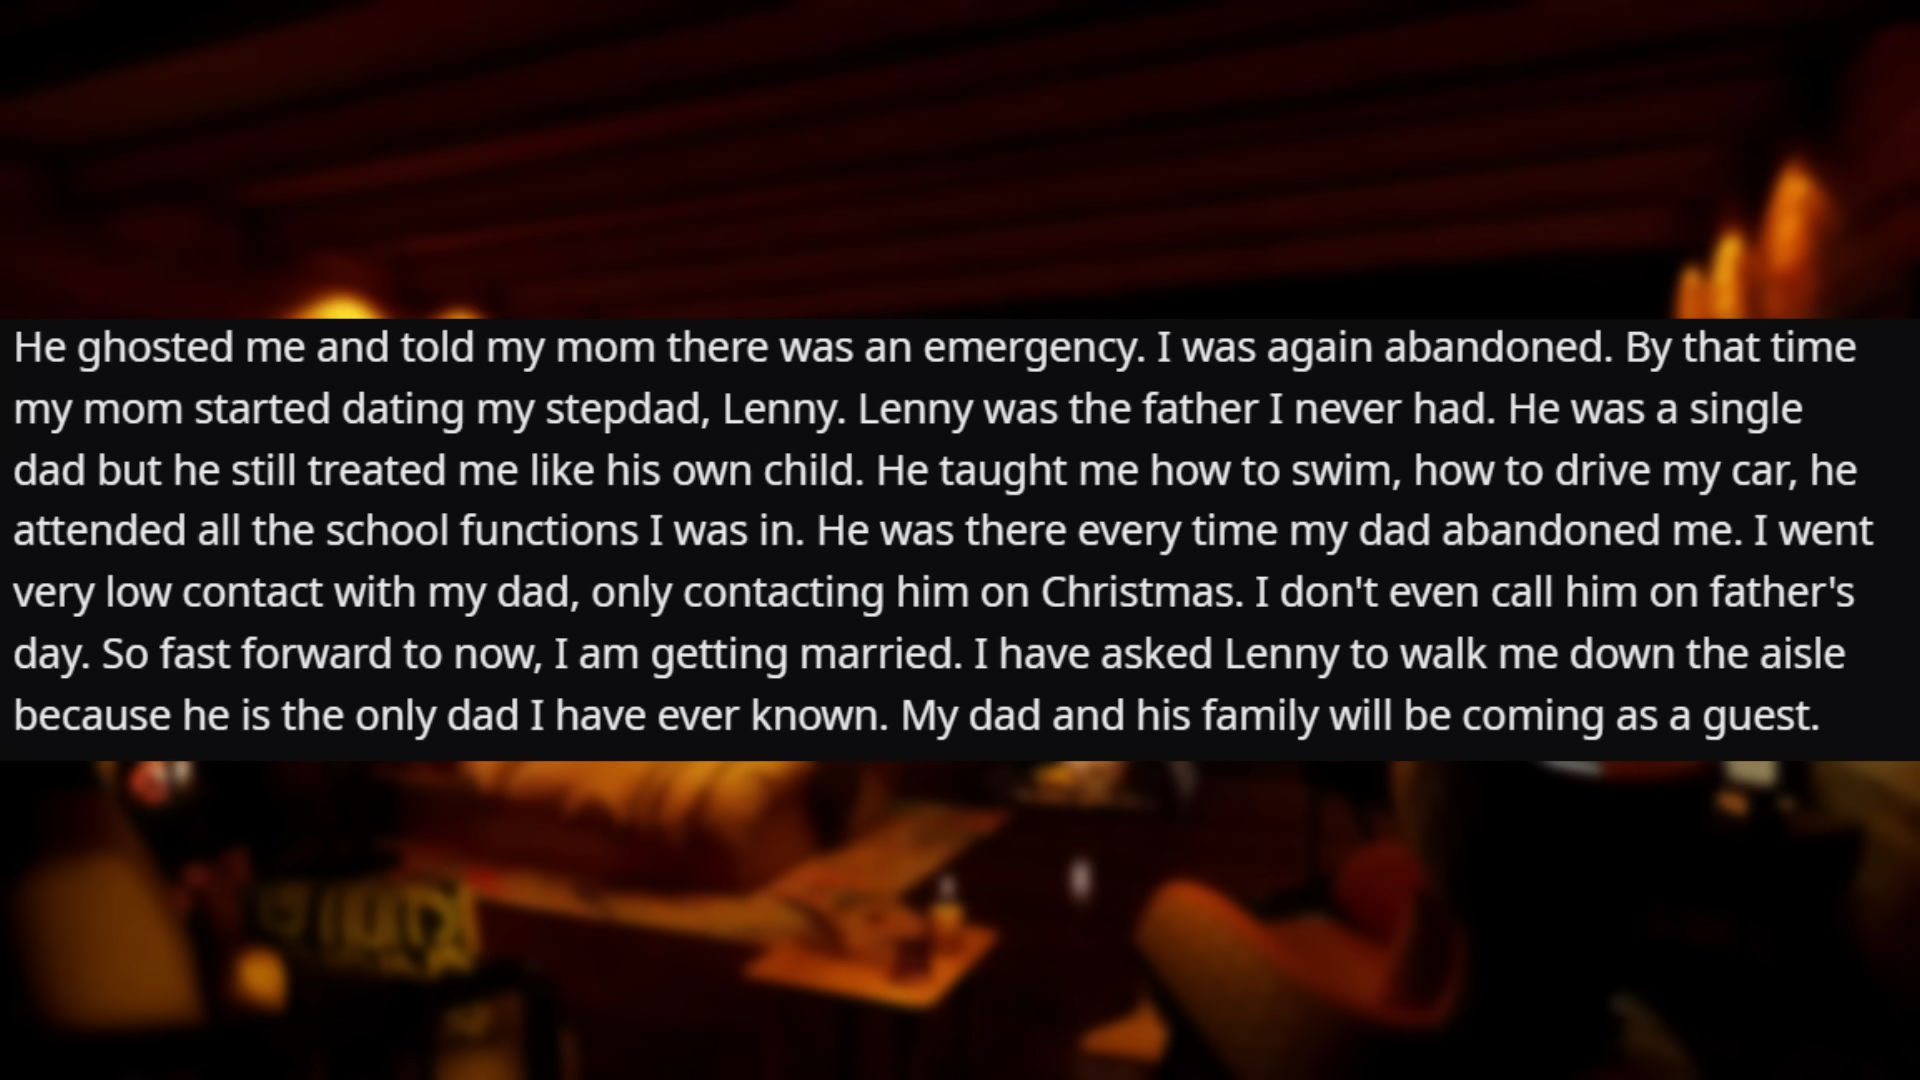 He ghosted me and told my mom there was an emergency. I was again abandoned. By that time
my mom started dating my stepdad, Lenny. Lenny was the father I never had. He was a single
dad but he still treated me like his own child. He taught me how to swim, how to drive my car, he
attended all the school functions I was in. He was there every time my dad abandoned me. I went
very low contact with my dad, only contacting him on Christmas. I don't even call him on father's
day. So fast forward to now, I am getting married. I have asked Lenny to walk me down the aisle
because he is the only dad I have ever known. My dad and his family will be coming as a guest.